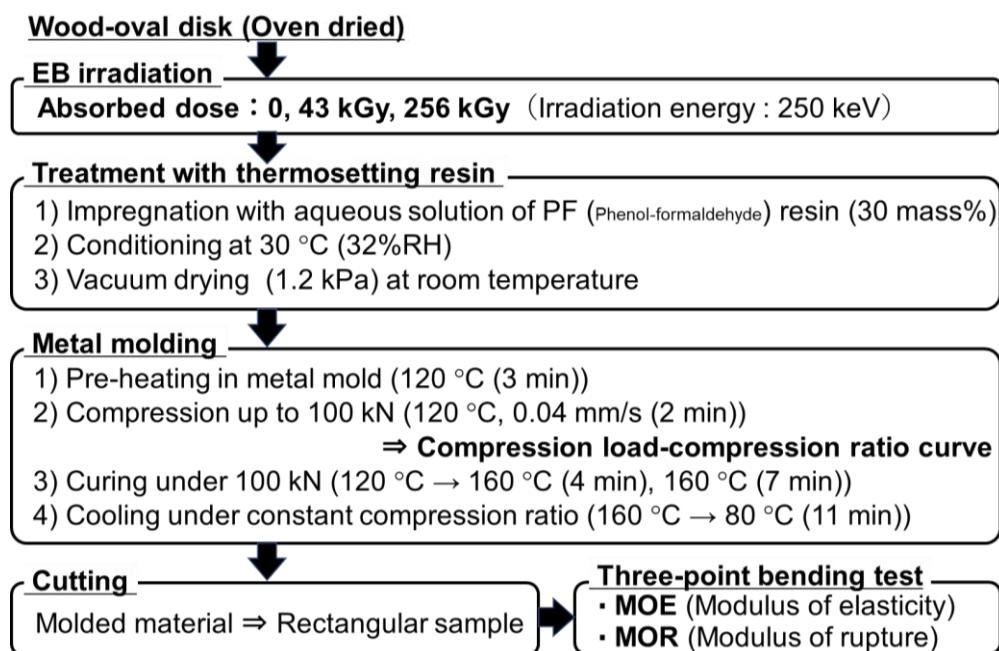 Wood-oval disk (Oven dried)
EB irradiation
Absorbed dose：0, 43 kGy, 256 kGy（Irradiation energy : 250 keV）
Treatment with thermosetting resin
1) Impregnation with aqueous solution of PF (Phenol-formaldehyde) resin (30 mass%)
2) Conditioning at 30 °C (32%RH)
3) Vacuum drying (1.2 kPa) at room temperature
Metal molding
1) Pre-heating in metal mold (120 °C (3 min))
2) Compression up to 100 kN (120 °C, 0.04 mm/s (2 min))
⇒ Compression load-compression ratio curve
3) Curing under 100 kN (120 °C → 160 °C (4 min), 160 °C (7 min))
4) Cooling under constant compression ratio (160 °C → 80 °C (11 min))
Cutting
Molded material ⇒ Rectangular sample
Three-point bending test
・MOE (Modulus of elasticity)
・MOR (Modulus of rupture)